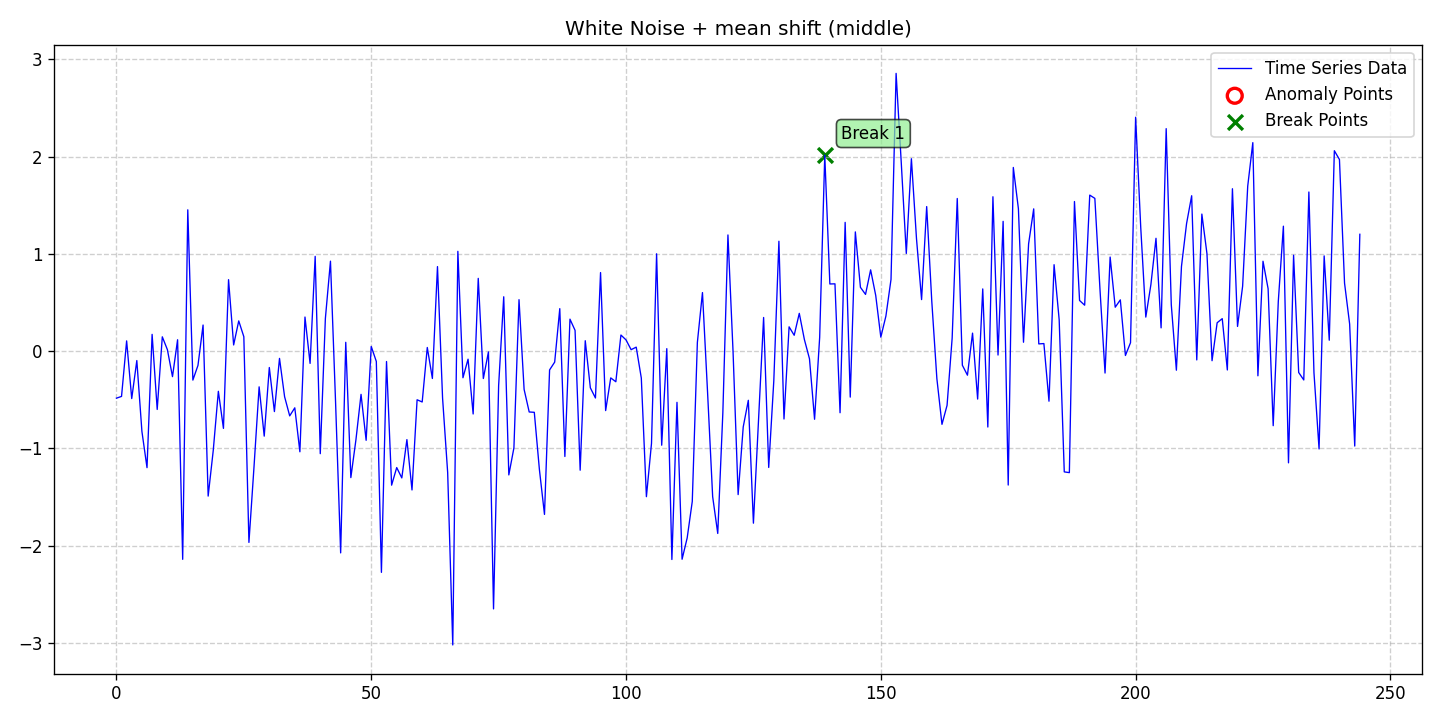 White Noise + mean shift (middle)
Time Series Data
Anomaly Points
Break Points
Break 1
3
2
1
0
−1
−2
−3
0
50
100
150
200
250